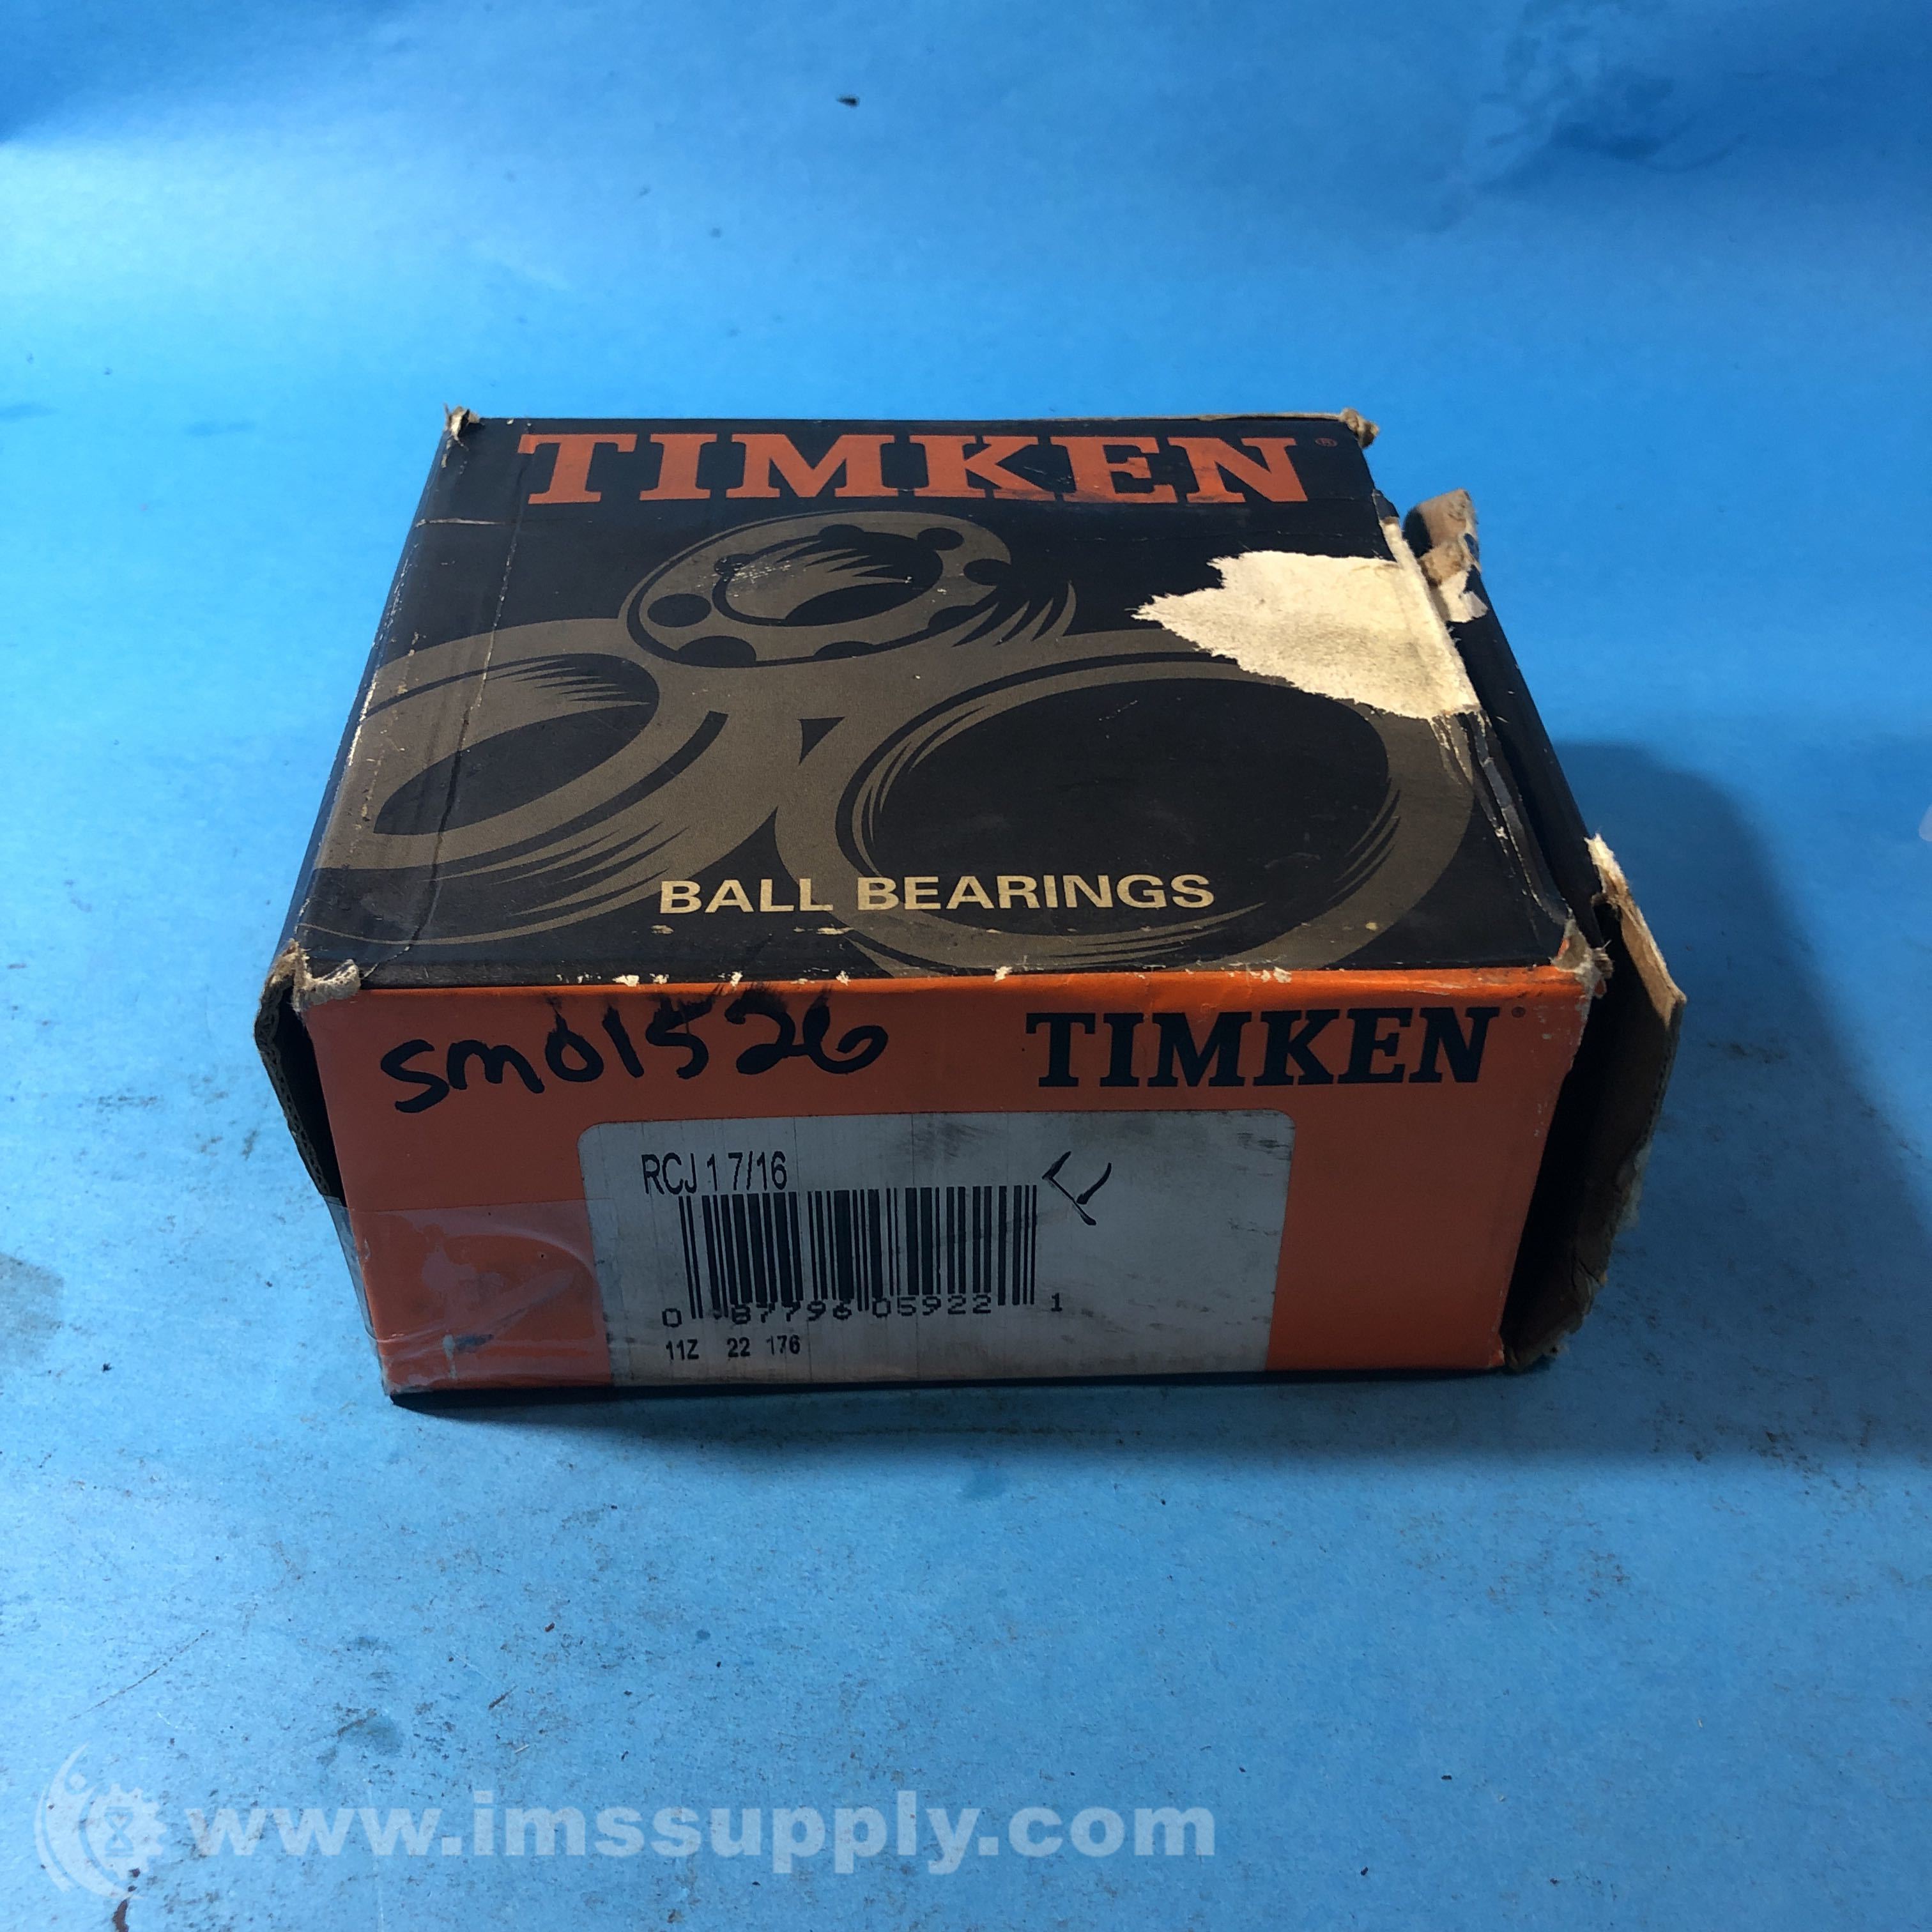 TIMKEN®
BALL BEARINGS
SM01526
TIMKEN
RCJ 1 7/16
0 87796 05922 1
11Z 22 176
www.imssupply.com